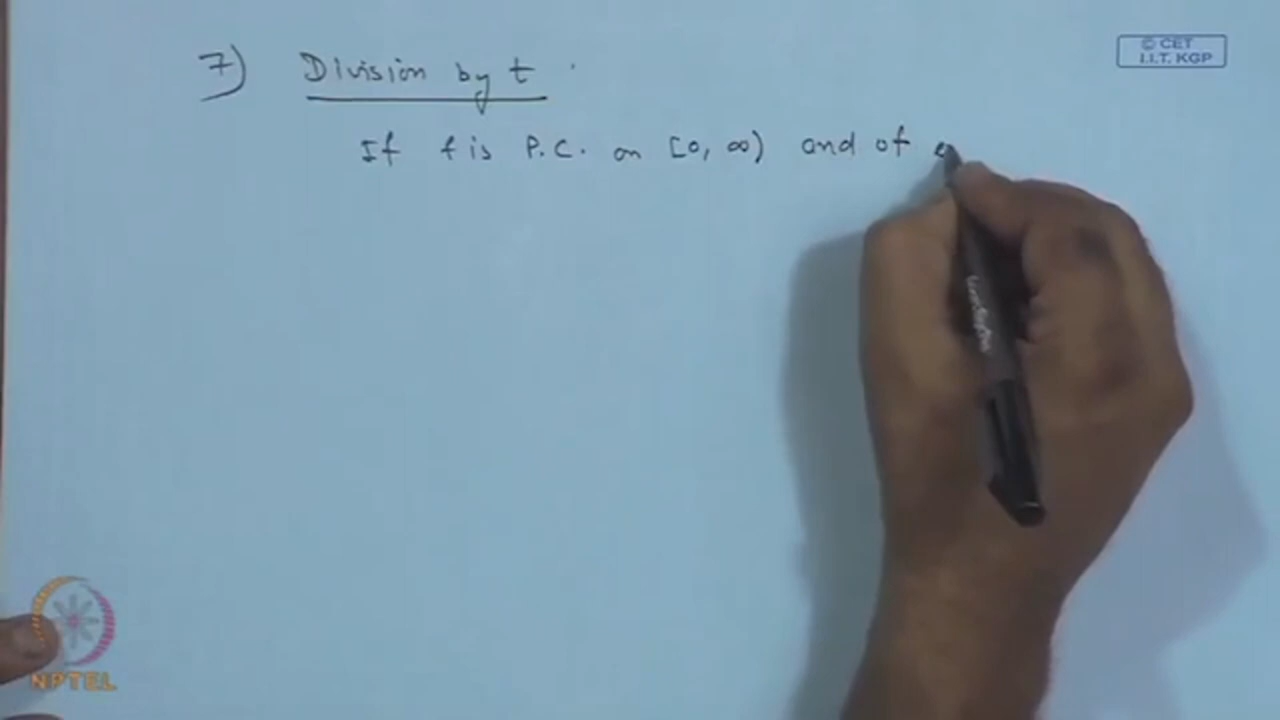 © CET
I.I.T. KGP
7) Division by t
If f is P.C. on [0, ∞) and of
NPTEL